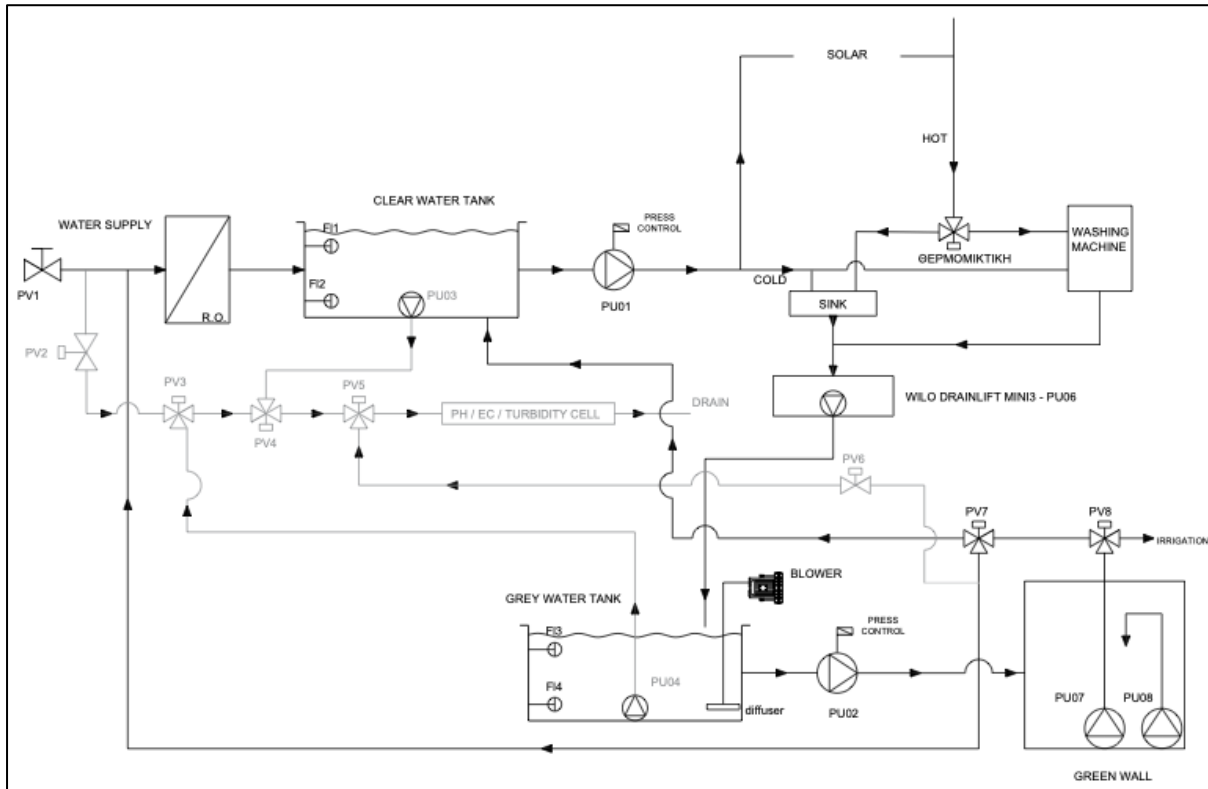 SOLAR
HOT
CLEAR WATER TANK
WATER SUPPLY
PRESS
CONTROL
WASHING
MACHINE
FI1
FI2
ΘΕΡΜΟΜΙΚΤΙΚΗ
COLD
PV1
R.O.
PU03
PU01
SINK
PV2
PV3
PV5
PV4
PH / EC / TURBIDITY CELL
DRAIN
WILO DRAINLIFT MINI3 - PU06
PV6
PV7
PV8
IRRIGATION
BLOWER
GREY WATER TANK
PRESS
CONTROL
FI3
FI4
PU04
diffuser
PU02
PU07
PU08
GREEN WALL